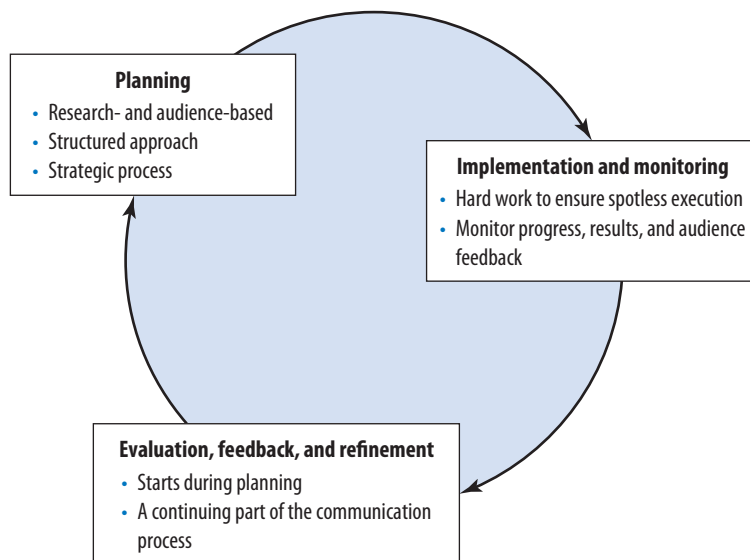 Planning
• Research- and audience-based
• Structured approach
• Strategic process
Implementation and monitoring
• Hard work to ensure spotless execution
• Monitor progress, results, and audience
feedback
Evaluation, feedback, and refinement
• Starts during planning
• A continuing part of the communication
process